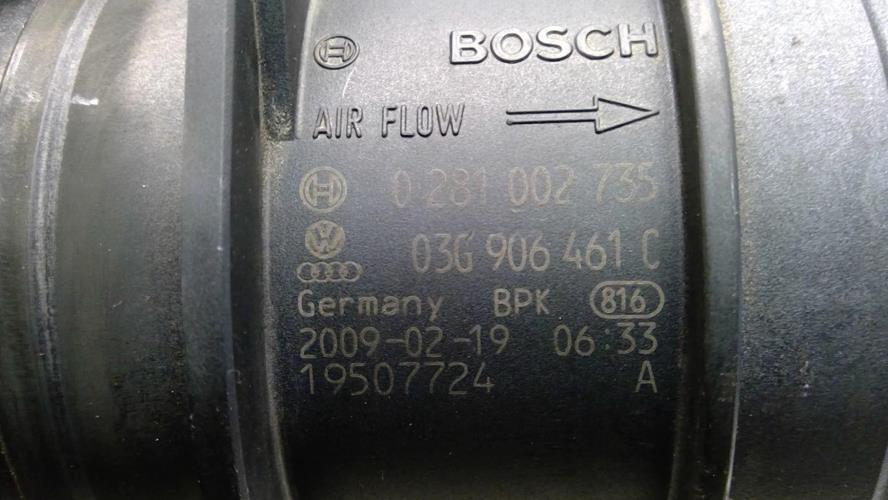 BOSCH
AIR FLOW
0 281 002 735
03G 906 461 C
Germany BPK 816
2009-02-19 06:33
19507724 A